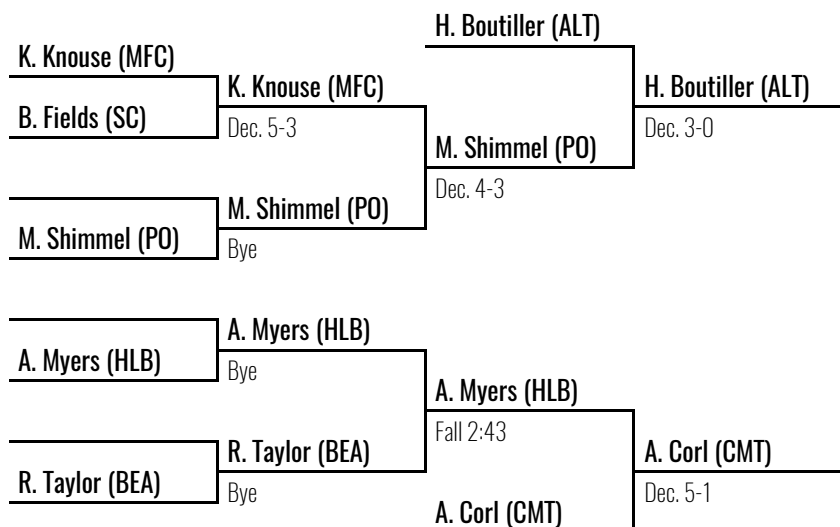 H. Boutiller (ALT)
K. Knouse (MFC)
K. Knouse (MFC)
H. Boutiller (ALT)
B. Fields (SC)
Dec. 5-3
Dec. 3-0
M. Shimmel (PO)
Dec. 4-3
M. Shimmel (PO)
M. Shimmel (PO)
Bye
A. Myers (HLB)
A. Myers (HLB)
Bye
A. Myers (HLB)
Fall 2:43
R. Taylor (BEA)
A. Corl (CMT)
R. Taylor (BEA)
Bye
Dec. 5-1
A. Corl (CMT)